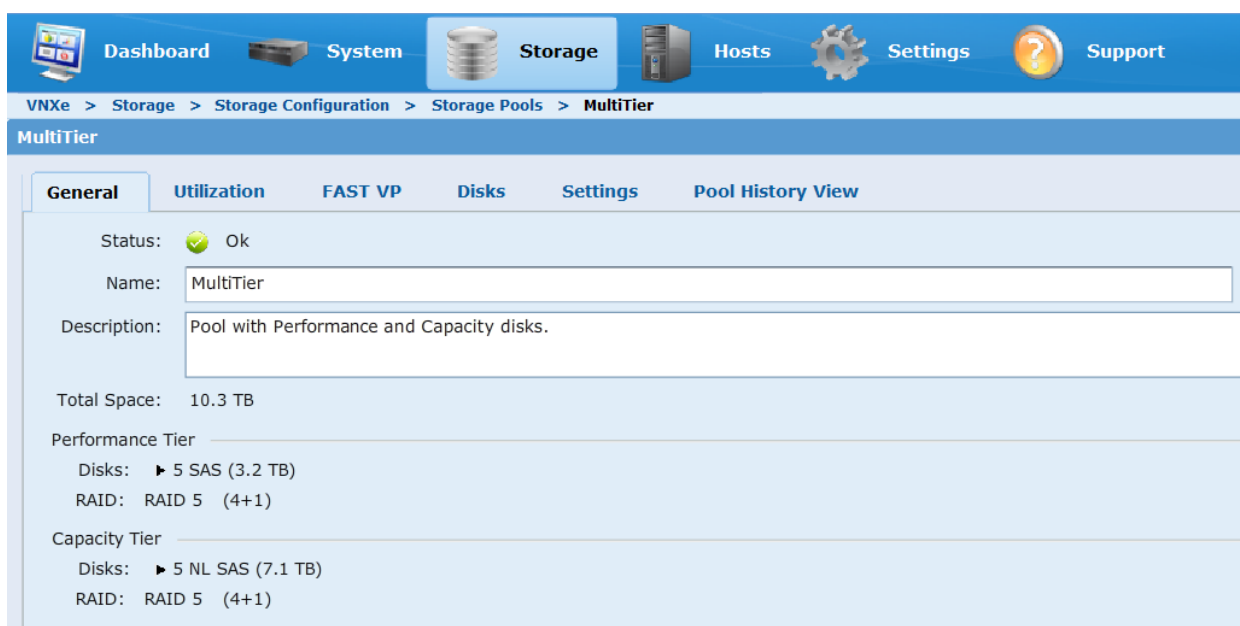 Dashboard System Storage Hosts Settings Support
VNXe > Storage > Storage Configuration > Storage Pools > MultiTier
MultiTier
General Utilization FAST VP Disks Settings Pool History View
Status: Ok
Name: MultiTier
Description: Pool with Performance and Capacity disks.
Total Space: 10.3 TB
Performance Tier
Disks: 5 SAS (3.2 TB)
RAID: RAID 5 (4+1)
Capacity Tier
Disks: 5 NL SAS (7.1 TB)
RAID: RAID 5 (4+1)